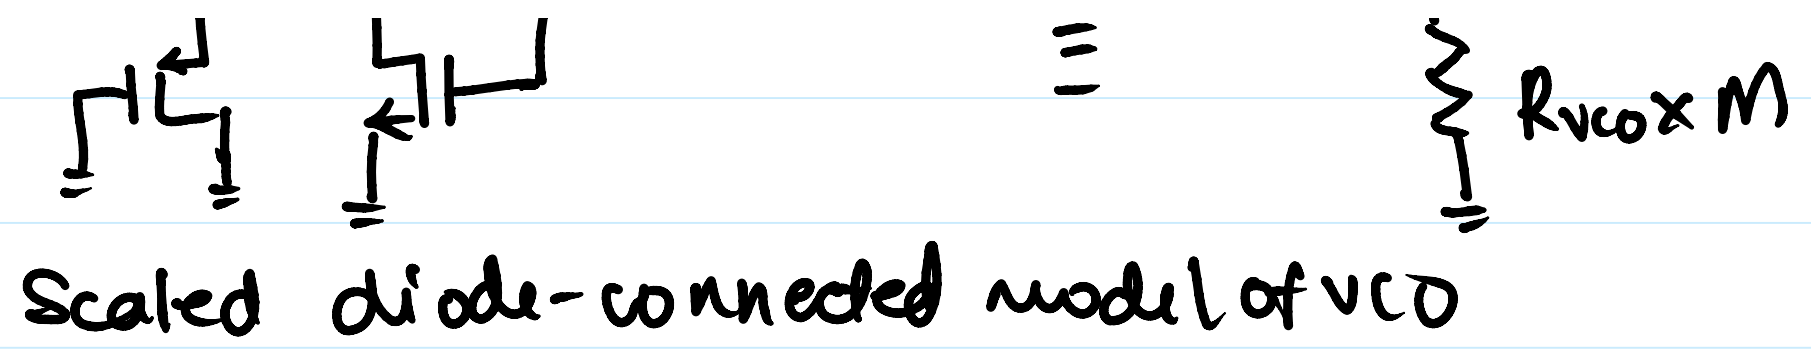 ≡ Rvco x M
Scaled diode-connected model of VCO